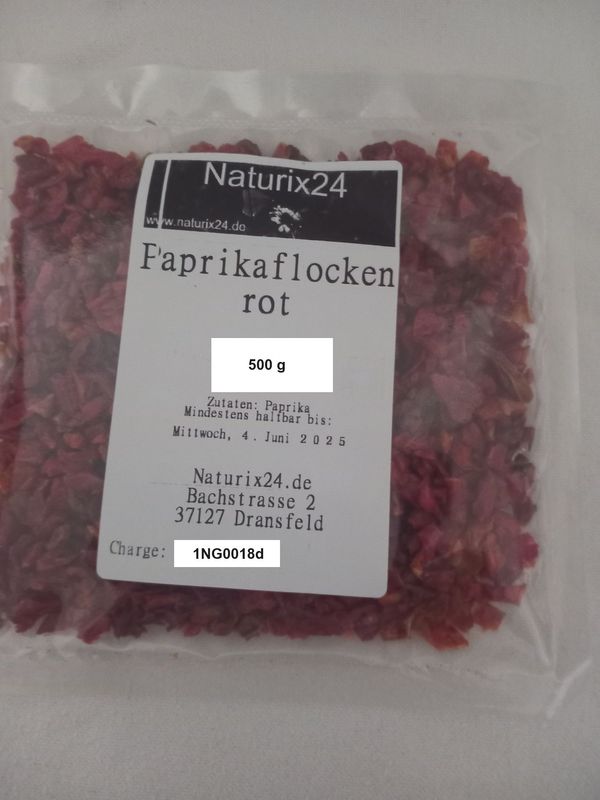 Naturix24
www.naturix24.de
Paprikaflocken
rot
500 g
Zutaten: Paprika
Mindestens haltbar bis:
Mittwoch, 4. Juni 2025
Naturix24.de
Bachstrasse 2
37127 Dransfeld
Charge: 1NG0018d